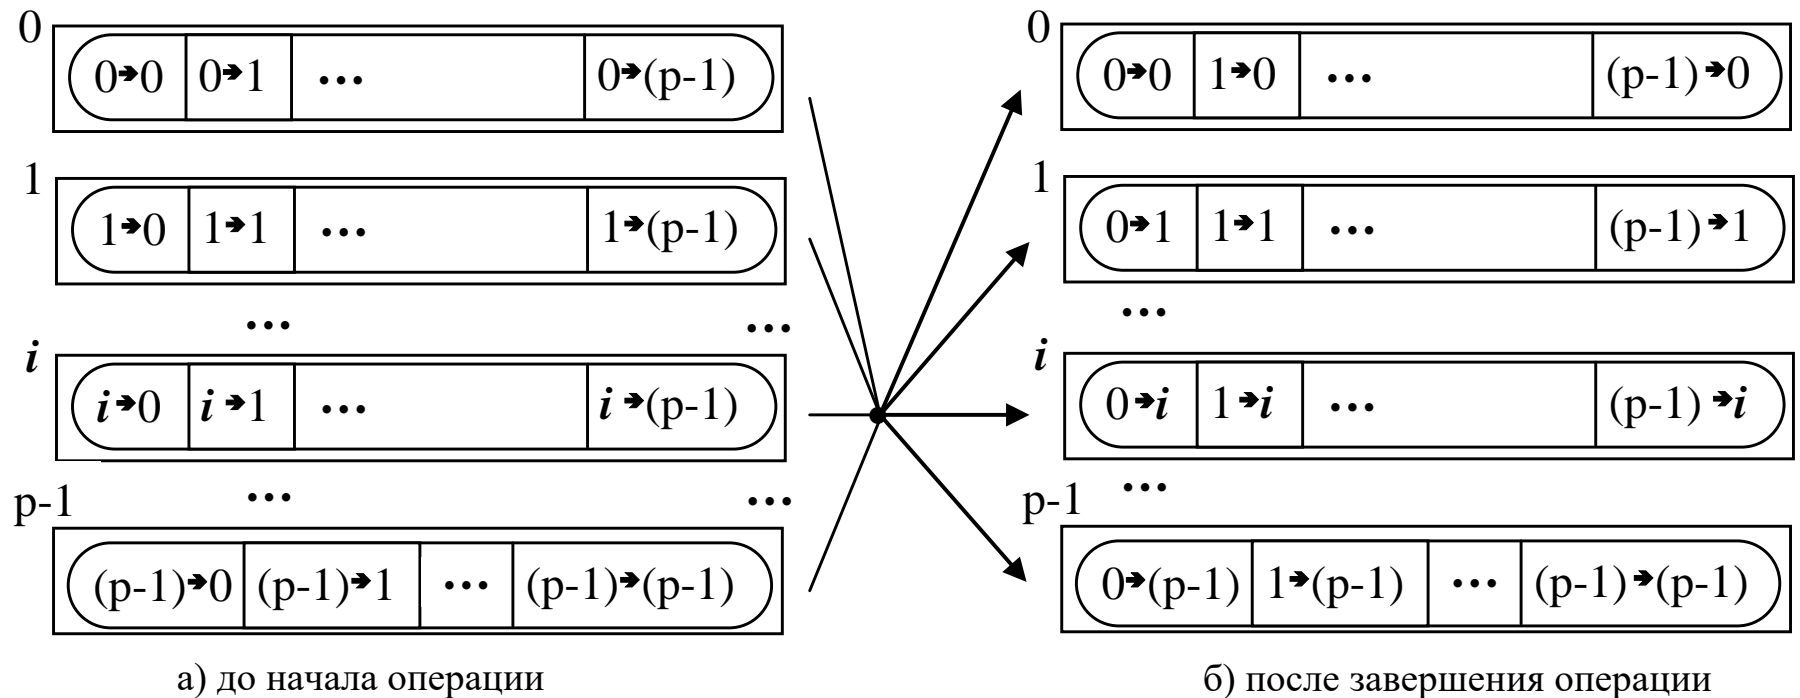 0
0➔0 0➔1 ... 0➔(p-1)
1
1➔0 1➔1 ... 1➔(p-1)
... ...
i
i➔0 i➔1 ... i➔(p-1)
... ...
p-1
(p-1)➔0 (p-1)➔1 ... (p-1)➔(p-1)
а) до начала операции
0
0➔0 1➔0 ... (p-1)➔0
1
0➔1 1➔1 ... (p-1)➔1
...
i
0➔i 1➔i ... (p-1)➔i
...
p-1
0➔(p-1) 1➔(p-1) ... (p-1)➔(p-1)
б) после завершения операции